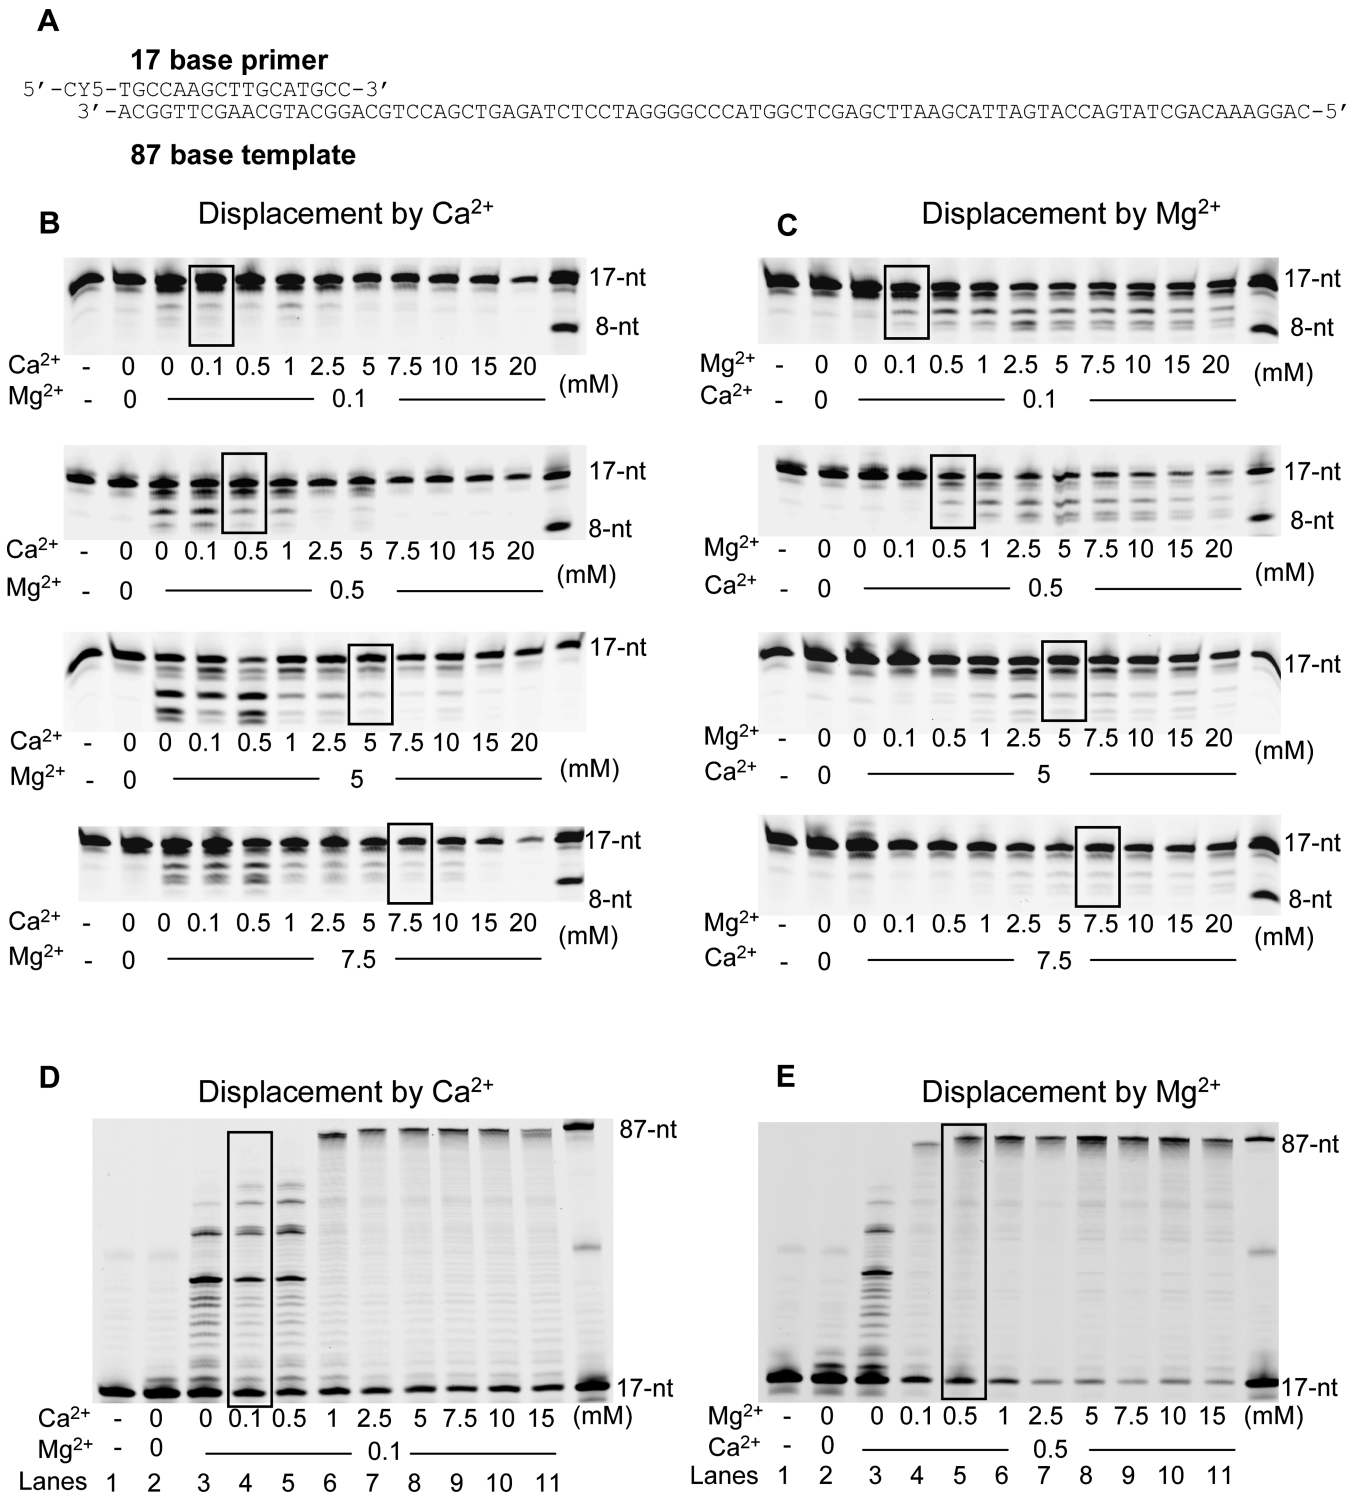 A
17 base primer
5′-CY5-TGCCAAGCTTGCATGCC-3′
3′-ACGGTTCGAACGTACGGACGTCCAGCTGAGATCTCCTAGGGGCCCATGGCTCGAGCTTAAGCATTAGTACCAGTATCGACAAAGGAC-5′
87 base template
B
Displacement by Ca2+
17-nt
8-nt
Ca2+ - 0 0 0.1 0.5 1 2.5 5 7.5 10 15 20
Mg2+ - 0 0.1 (mM)
17-nt
8-nt
Ca2+ - 0 0 0.1 0.5 1 2.5 5 7.5 10 15 20
Mg2+ - 0 0.5 (mM)
17-nt
Ca2+ - 0 0 0.1 0.5 1 2.5 5 7.5 10 15 20
Mg2+ - 0 5 (mM)
17-nt
8-nt
Ca2+ - 0 0 0.1 0.5 1 2.5 5 7.5 10 15 20
Mg2+ - 0 7.5 (mM)
C
Displacement by Mg2+
17-nt
8-nt
Mg2+ - 0 0 0.1 0.5 1 2.5 5 7.5 10 15 20
Ca2+ - 0 0.1 (mM)
17-nt
8-nt
Mg2+ - 0 0 0.1 0.5 1 2.5 5 7.5 10 15 20
Ca2+ - 0 0.5 (mM)
17-nt
Mg2+ - 0 0 0.1 0.5 1 2.5 5 7.5 10 15 20
Ca2+ - 0 5 (mM)
17-nt
8-nt
Mg2+ - 0 0 0.1 0.5 1 2.5 5 7.5 10 15 20
Ca2+ - 0 7.5 (mM)
D
Displacement by Ca2+
87-nt
17-nt
Ca2+ - 0 0 0.1 0.5 1 2.5 5 7.5 10 15 (mM)
Mg2+ - 0 0.1
Lanes 1 2 3 4 5 6 7 8 9 10 11
E
Displacement by Mg2+
87-nt
17-nt
Mg2+ - 0 0 0.1 0.5 1 2.5 5 7.5 10 15 (mM)
Ca2+ - 0 0.5
Lanes 1 2 3 4 5 6 7 8 9 10 11